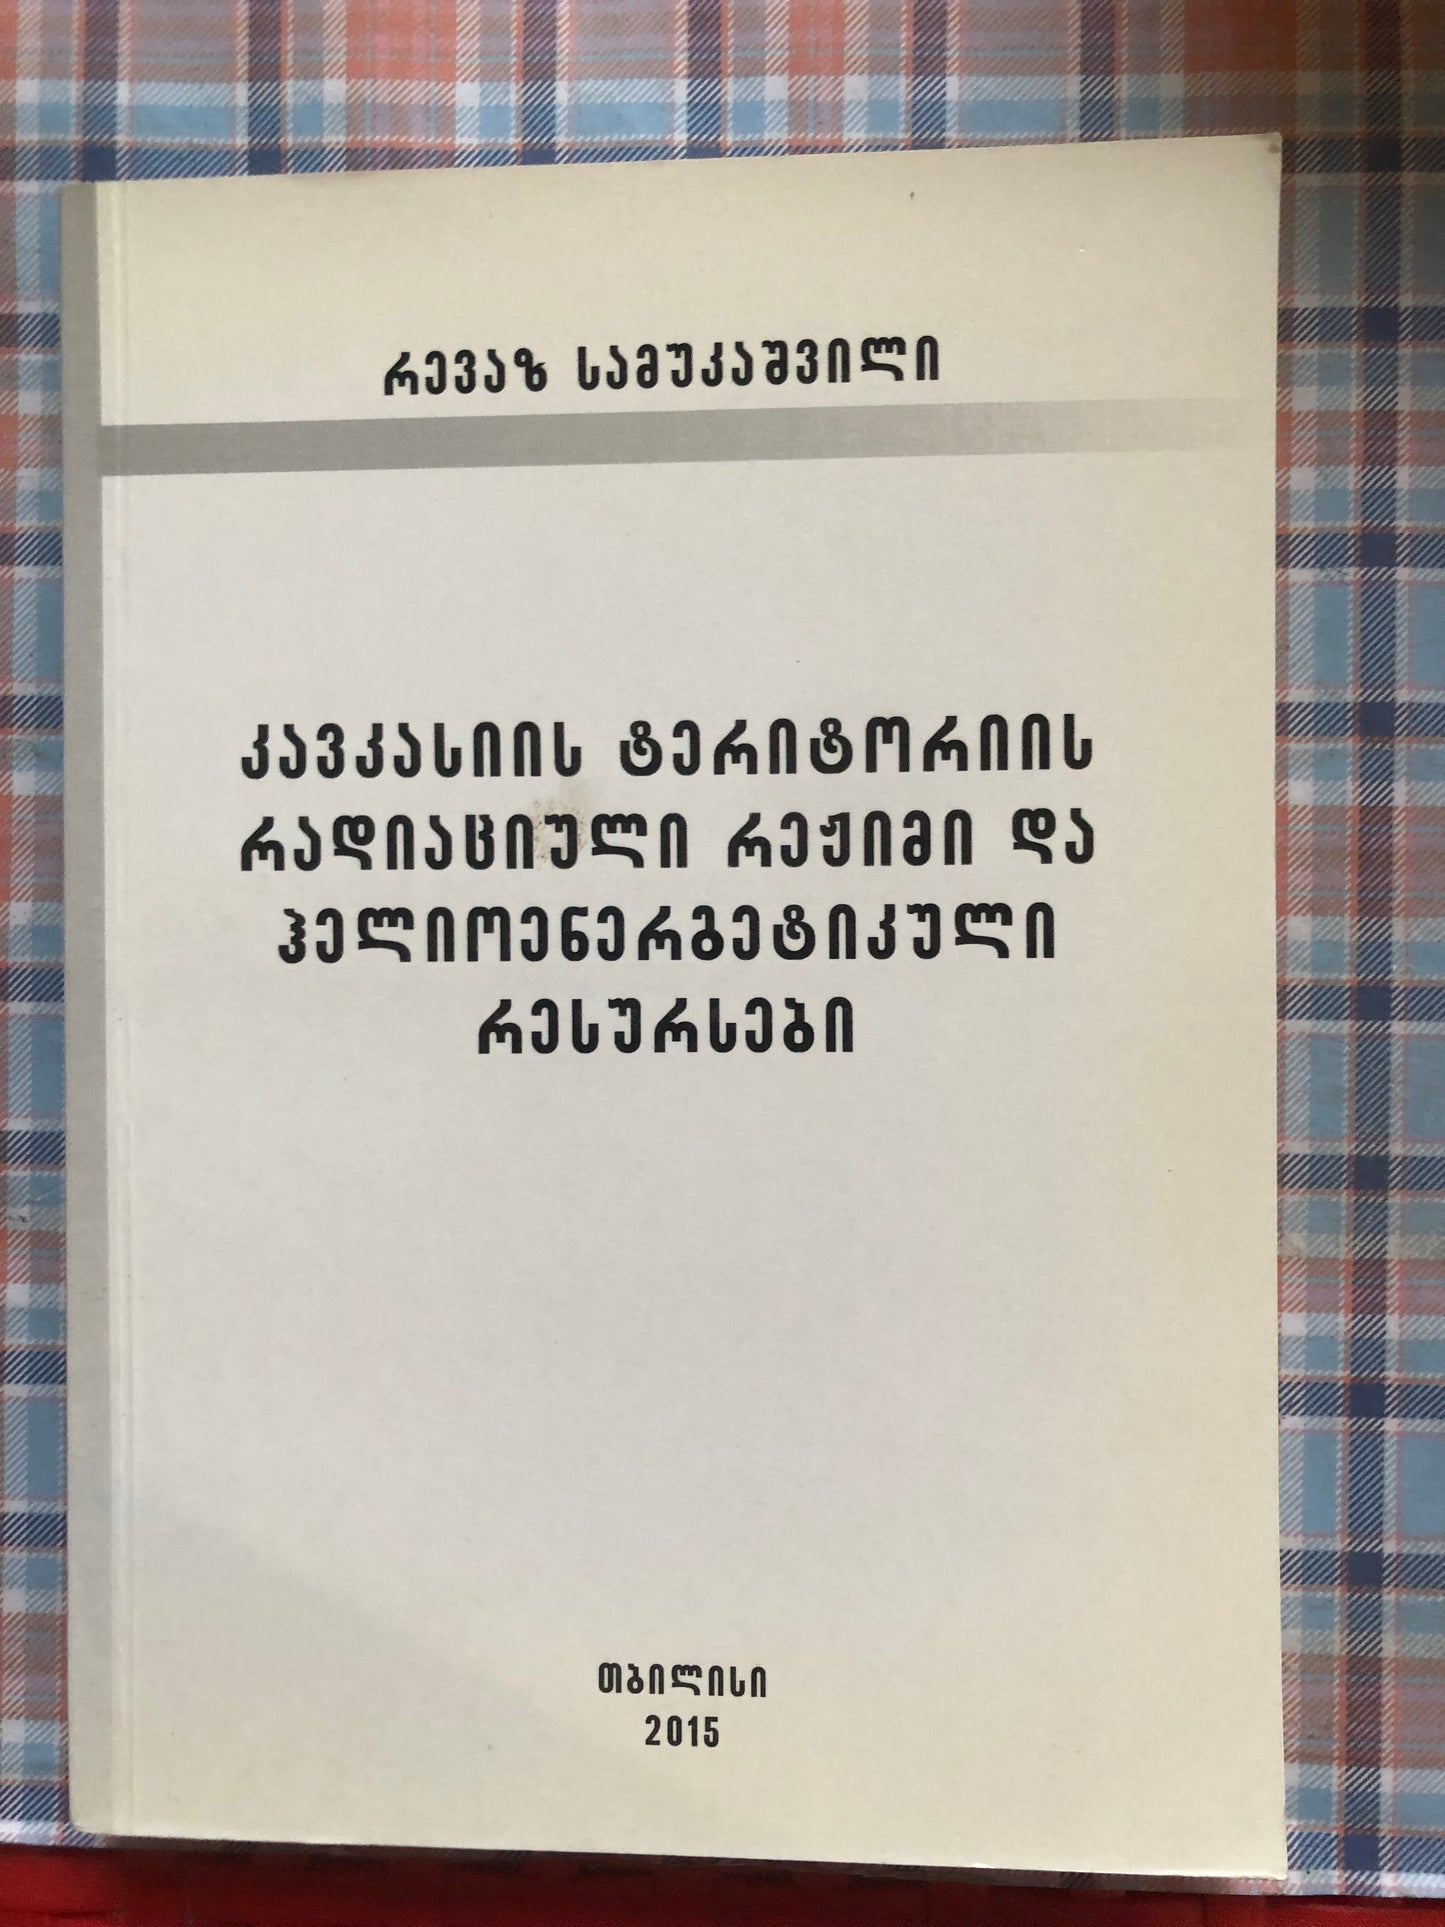 რევაზ სამუკაშვილი
კავკასიის ტერიტორიის
რადიაციული რეჟიმი და
ჰელიოენერგეტიკული
რესურსები
თბილისი
2015